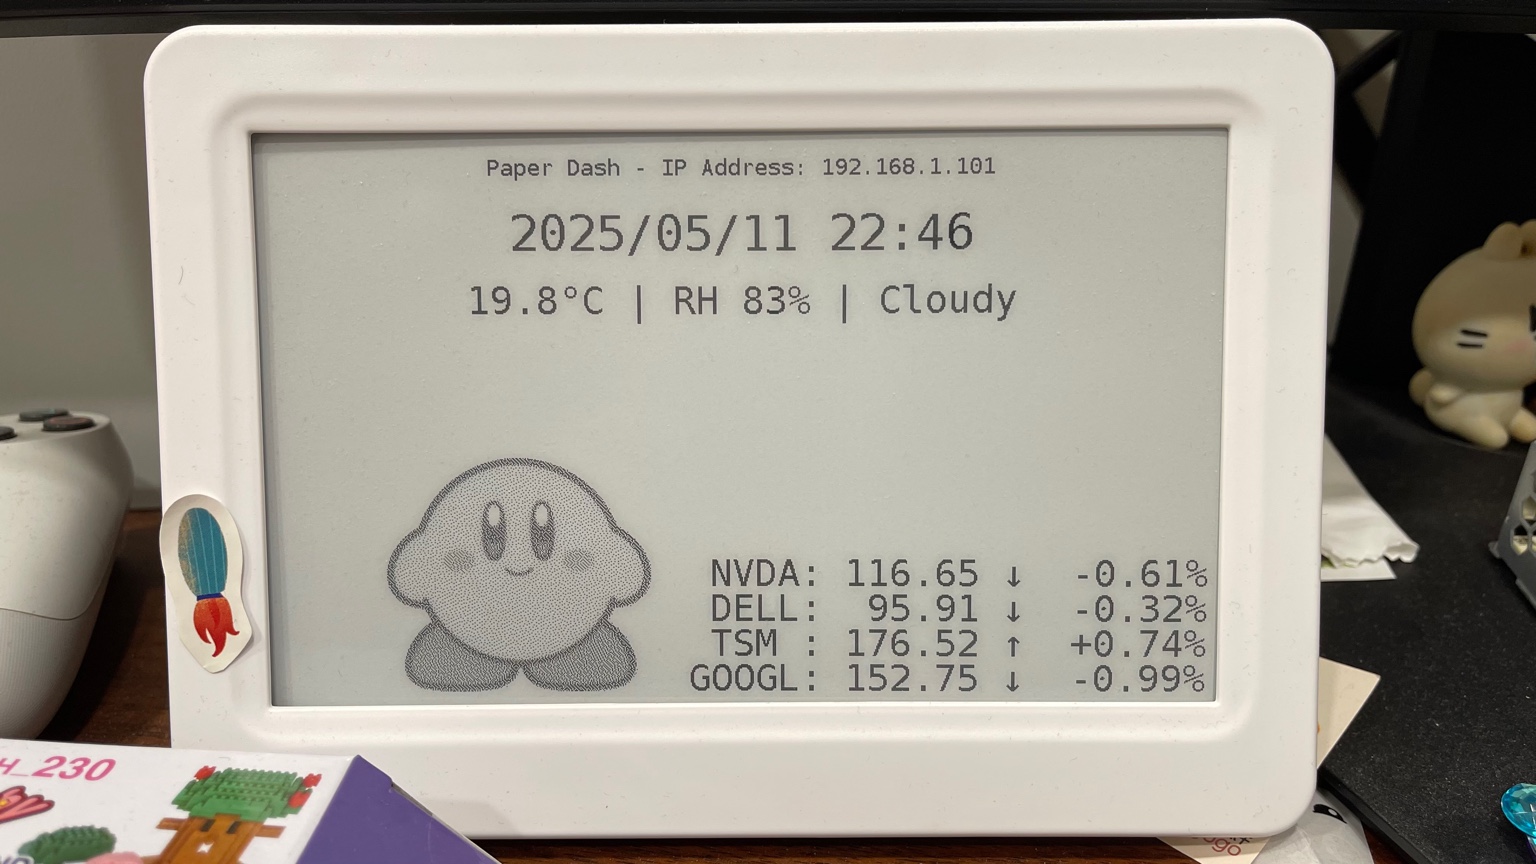 Paper Dash - IP Address: 192.168.1.101
2025/05/11 22:46
19.8°C | RH 83% | Cloudy
NVDA: 116.65 ↓ -0.61%
DELL: 95.91 ↓ -0.32%
TSM : 176.52 ↑ +0.74%
GOOGL: 152.75 ↓ -0.99%
H_230